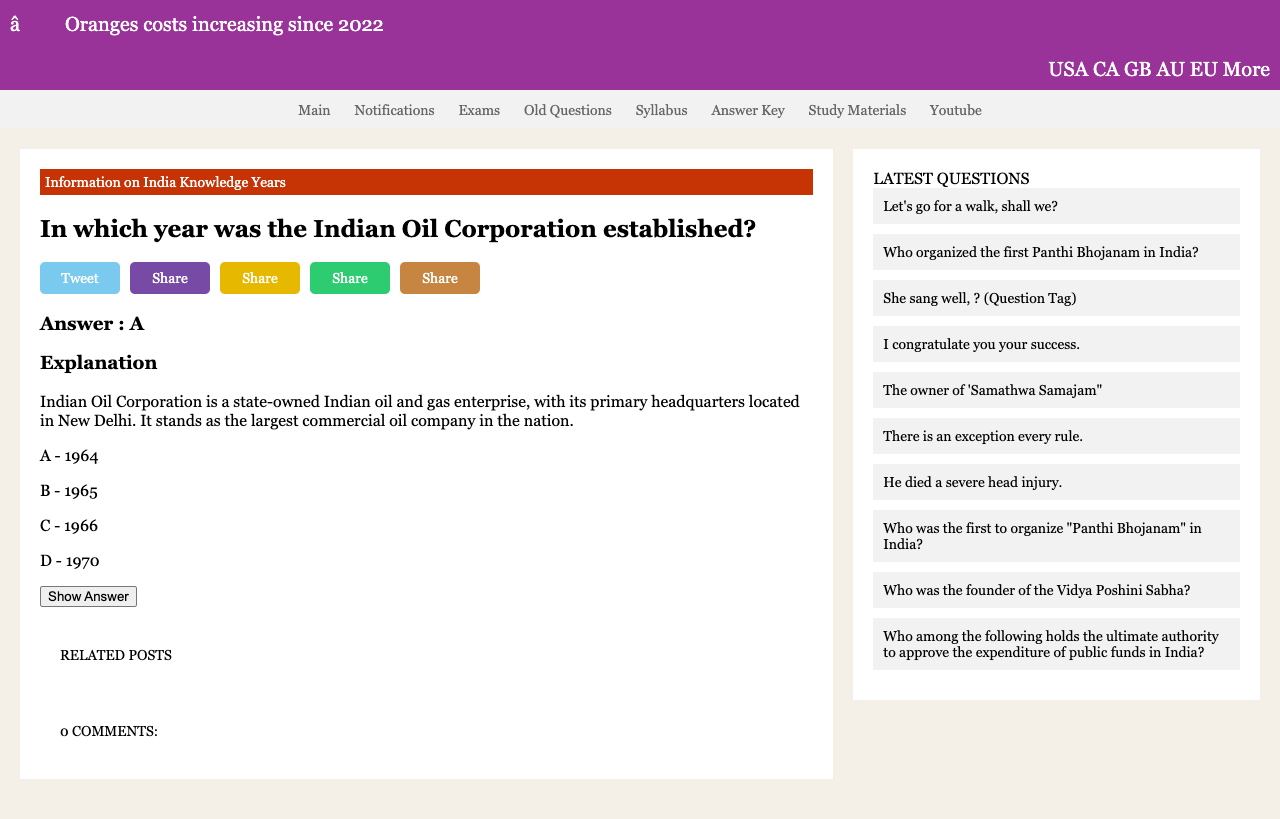 â Oranges costs increasing since 2022
USA CA GB AU EU More
Main Notifications Exams Old Questions Syllabus Answer Key Study Materials Youtube
Information on India Knowledge Years
In which year was the Indian Oil Corporation established?
Tweet Share Share Share Share
Answer : A
Explanation
Indian Oil Corporation is a state-owned Indian oil and gas enterprise, with its primary headquarters located
in New Delhi. It stands as the largest commercial oil company in the nation.
A - 1964
B - 1965
C - 1966
D - 1970
Show Answer
RELATED POSTS
0 COMMENTS:
LATEST QUESTIONS
Let's go for a walk, shall we?
Who organized the first Panthi Bhojanam in India?
She sang well, ? (Question Tag)
I congratulate you your success.
The owner of 'Samathwa Samajam"
There is an exception every rule.
He died a severe head injury.
Who was the first to organize "Panthi Bhojanam" in
India?
Who was the founder of the Vidya Poshini Sabha?
Who among the following holds the ultimate authority
to approve the expenditure of public funds in India?